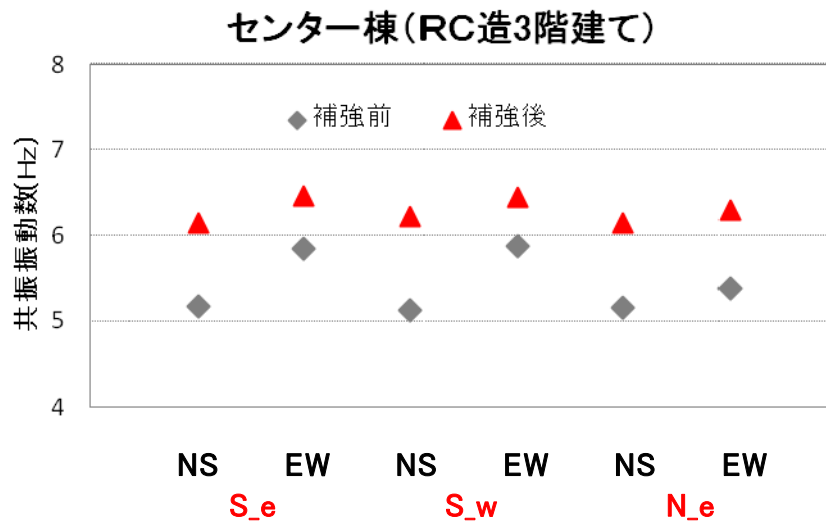 センター棟(RC造3階建て)
8
補強前 補強後
7
6
5
4
共振振動数(Hz)
NS EW NS EW NS EW
S_e S_w N_e